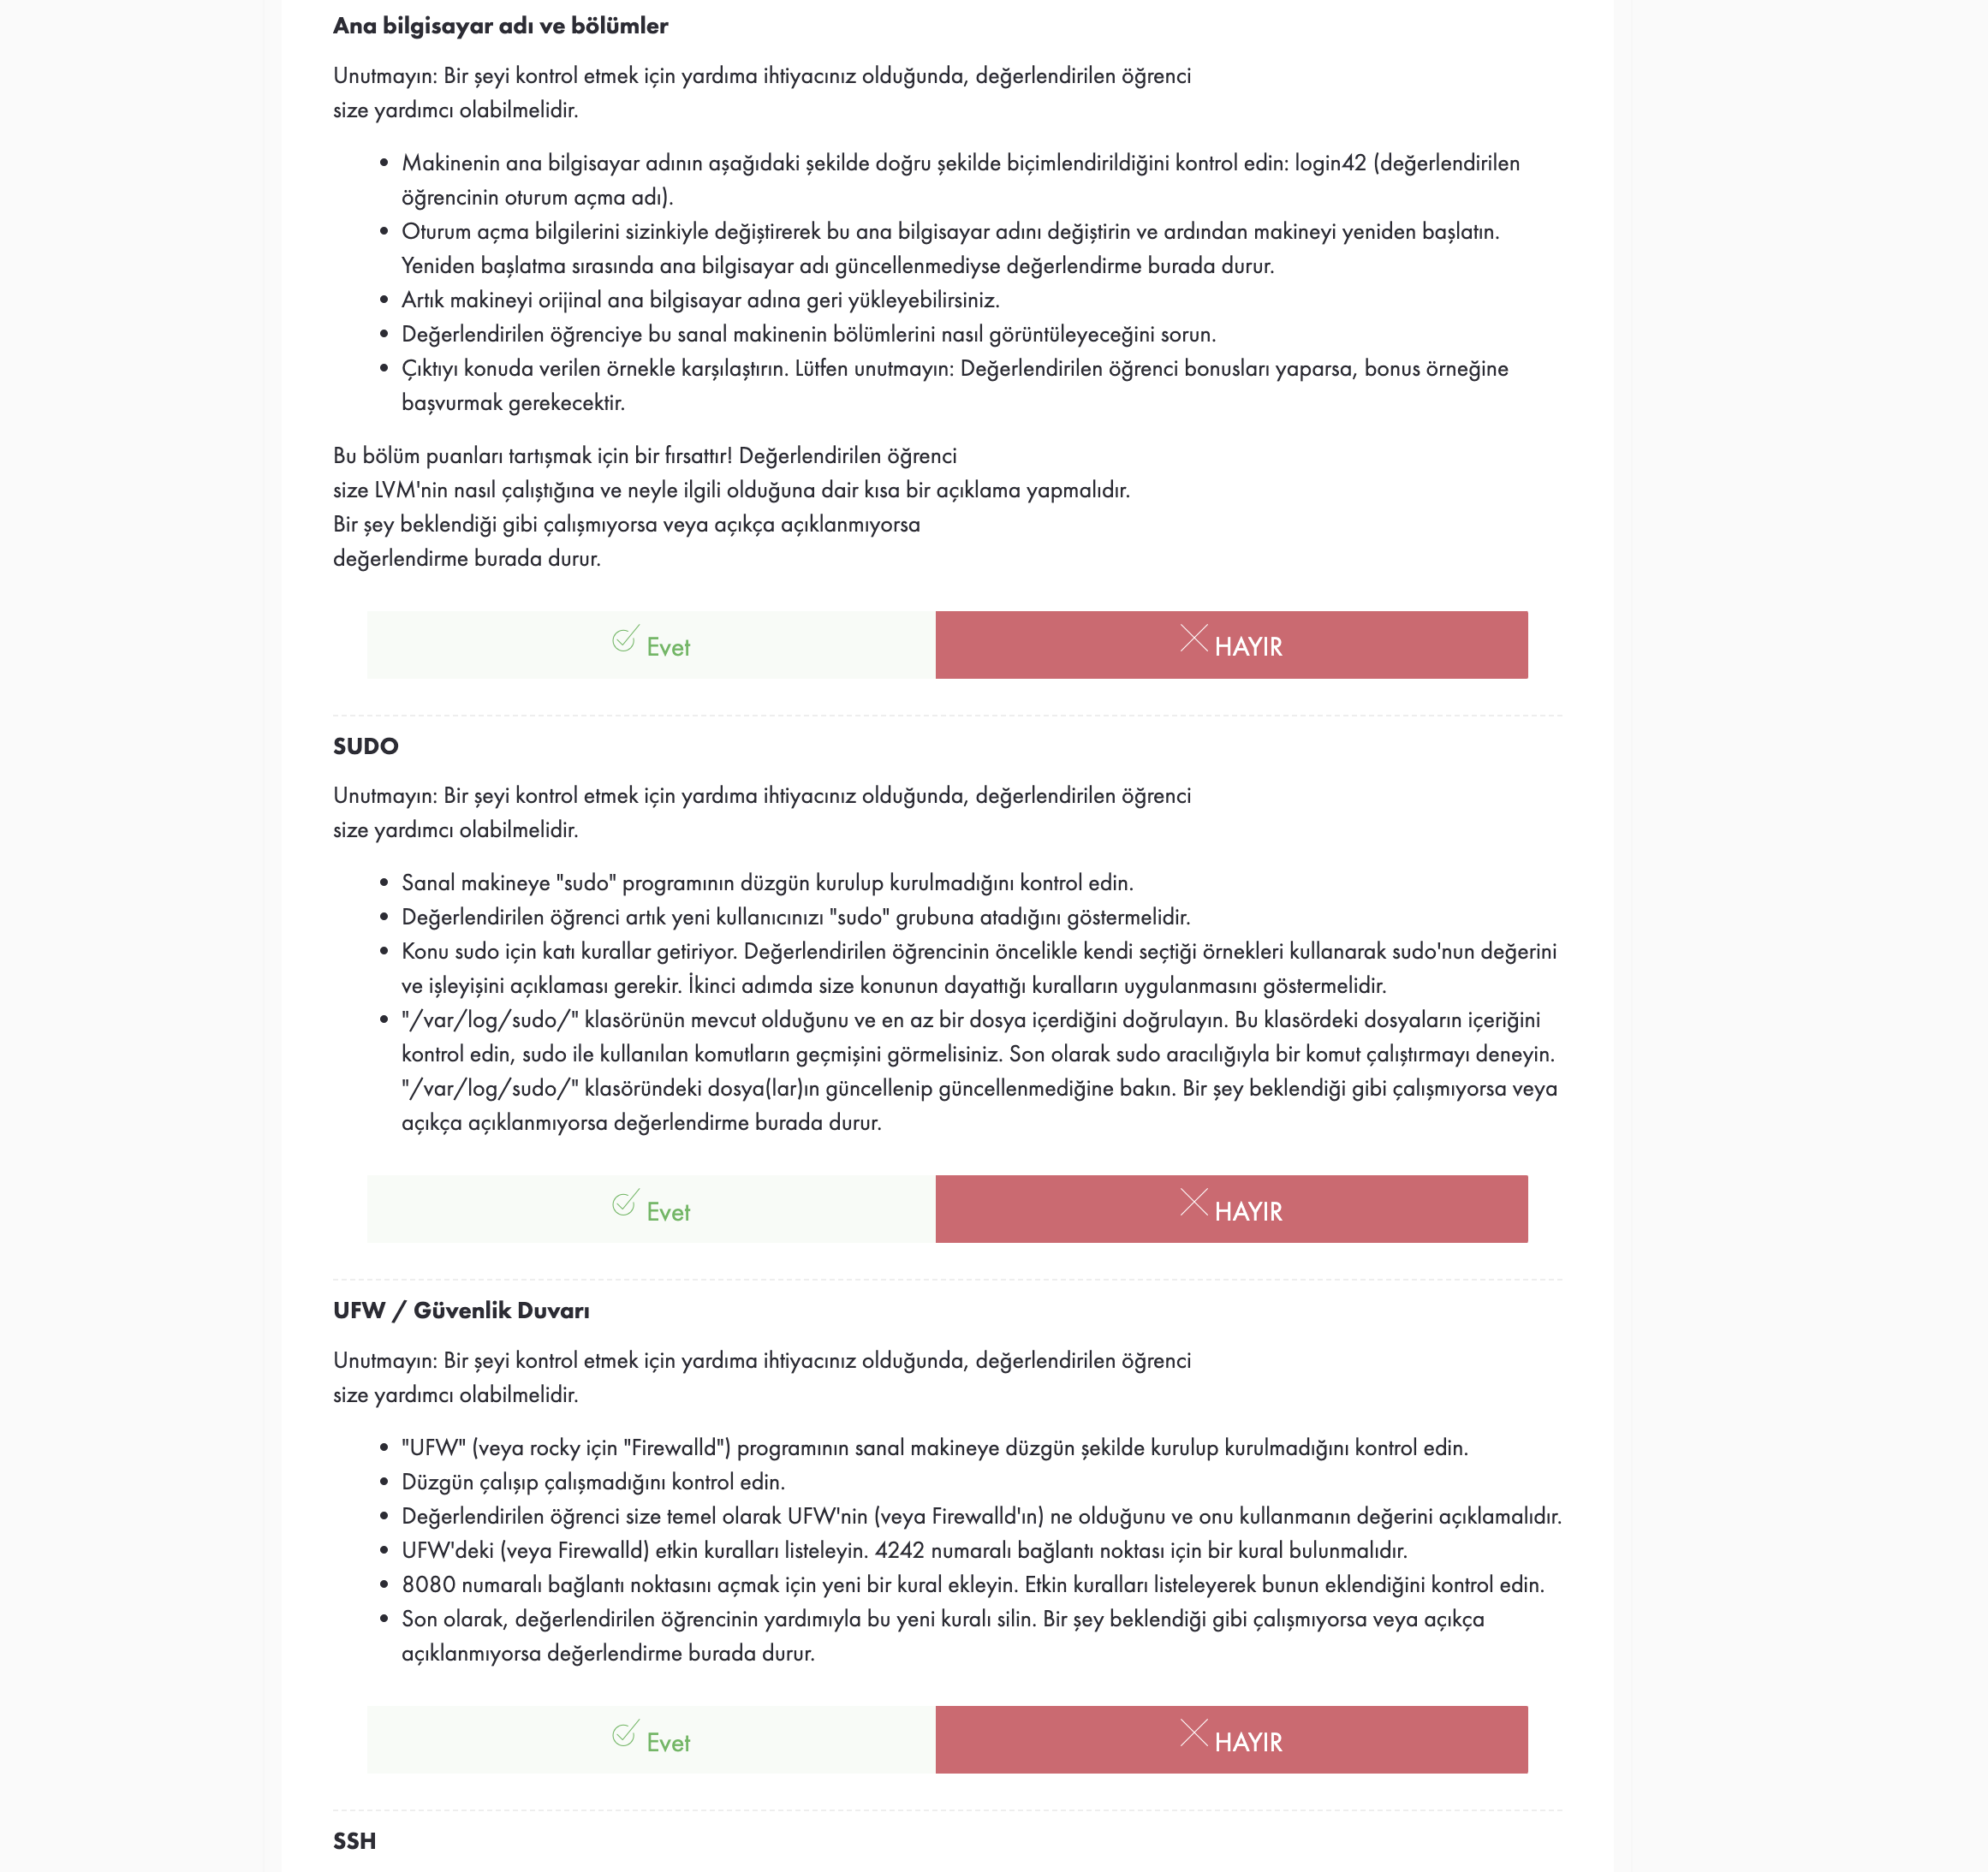 Ana bilgisayar adı ve bölümler
Unutmayın: Bir şeyi kontrol etmek için yardıma ihtiyacınız olduğunda, değerlendirilen öğrenci
size yardımcı olabilmelidir.
• Makinenin ana bilgisayar adının aşağıdaki şekilde doğru şekilde biçimlendirildiğini kontrol edin: login42 (değerlendirilen
öğrencinin oturum açma adı).
• Oturum açma bilgilerini sizinkiyle değiştirerek bu ana bilgisayar adını değiştirin ve ardından makineyi yeniden başlatın.
Yeniden başlatma sırasında ana bilgisayar adı güncellenmediyse değerlendirme burada durur.
• Artık makineyi orijinal ana bilgisayar adına geri yükleyebilirsiniz.
• Değerlendirilen öğrenciye bu sanal makinenin bölümlerini nasıl görüntüleyeceğini sorun.
• Çıktıyı konuda verilen örnekle karşılaştırın. Lütfen unutmayın: Değerlendirilen öğrenci bonusları yaparsa, bonus örneğine
başvurmak gerekecektir.
Bu bölüm puanları tartışmak için bir fırsattır! Değerlendirilen öğrenci
size LVM'nin nasıl çalıştığına ve neyle ilgili olduğuna dair kısa bir açıklama yapmalıdır.
Bir şey beklendiği gibi çalışmıyorsa veya açıkça açıklanmıyorsa
değerlendirme burada durur.
Evet
HAYIR
SUDO
Unutmayın: Bir şeyi kontrol etmek için yardıma ihtiyacınız olduğunda, değerlendirilen öğrenci
size yardımcı olabilmelidir.
• Sanal makineye "sudo" programının düzgün kurulup kurulmadığını kontrol edin.
• Değerlendirilen öğrenci artık yeni kullanıcınızı "sudo" grubuna atadığını göstermelidir.
• Konu sudo için katı kurallar getiriyor. Değerlendirilen öğrencinin öncelikle kendi seçtiği örnekleri kullanarak sudo'nun değerini
ve işleyişini açıklaması gerekir. İkinci adımda size konunun dayattığı kuralların uygulanmasını göstermelidir.
• "/var/log/sudo/" klasörünün mevcut olduğunu ve en az bir dosya içerdiğini doğrulayın. Bu klasördeki dosyaların içeriğini
kontrol edin, sudo ile kullanılan komutların geçmişini görmelisiniz. Son olarak sudo aracılığıyla bir komut çalıştırmayı deneyin.
"/var/log/sudo/" klasöründeki dosya(lar)ın güncellenip güncellenmediğine bakın. Bir şey beklendiği gibi çalışmıyorsa veya
açıkça açıklanmıyorsa değerlendirme burada durur.
Evet
HAYIR
UFW / Güvenlik Duvarı
Unutmayın: Bir şeyi kontrol etmek için yardıma ihtiyacınız olduğunda, değerlendirilen öğrenci
size yardımcı olabilmelidir.
• "UFW" (veya rocky için "Firewalld") programının sanal makineye düzgün şekilde kurulup kurulmadığını kontrol edin.
• Düzgün çalışıp çalışmadığını kontrol edin.
• Değerlendirilen öğrenci size temel olarak UFW'nin (veya Firewalld'ın) ne olduğunu ve onu kullanmanın değerini açıklamalıdır.
• UFW'deki (veya Firewalld) etkin kuralları listeleyin. 4242 numaralı bağlantı noktası için bir kural bulunmalıdır.
• 8080 numaralı bağlantı noktasını açmak için yeni bir kural ekleyin. Etkin kuralları listeleyerek bunun eklendiğini kontrol edin.
• Son olarak, değerlendirilen öğrencinin yardımıyla bu yeni kuralı silin. Bir şey beklendiği gibi çalışmıyorsa veya açıkça
açıklanmıyorsa değerlendirme burada durur.
Evet
HAYIR
SSH